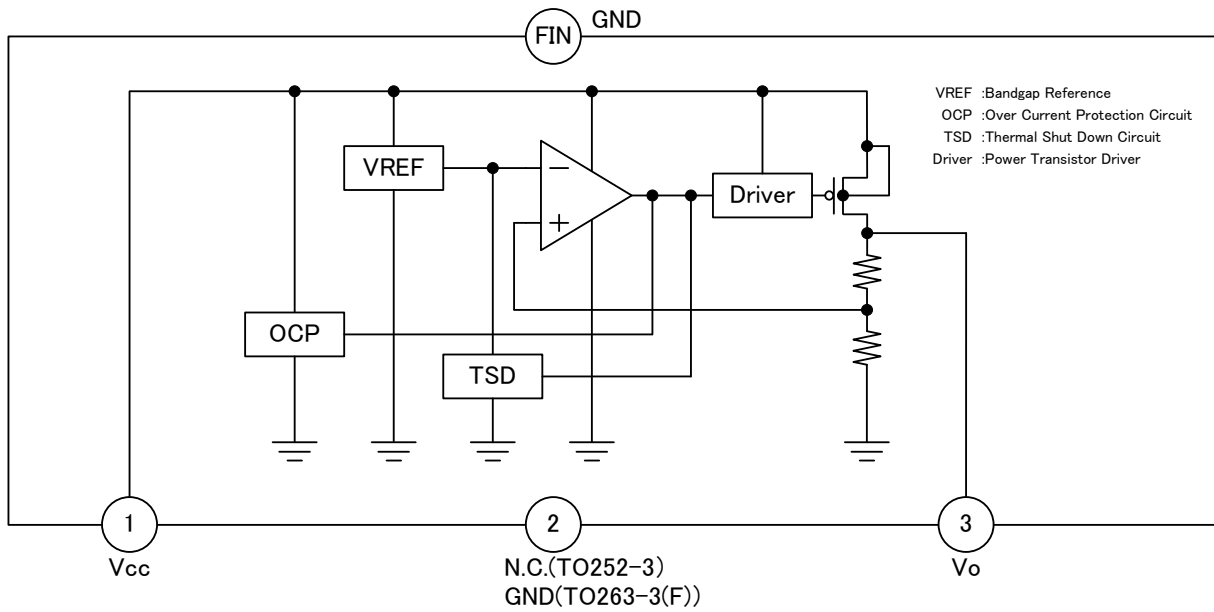 FIN
GND
VREF :Bandgap Reference
OCP :Over Current Protection Circuit
TSD :Thermal Shut Down Circuit
Driver :Power Transistor Driver
VREF
−
+
Driver
OCP
TSD
1
2
3
Vcc
N.C.(TO252-3)
GND(TO263-3(F))
Vo